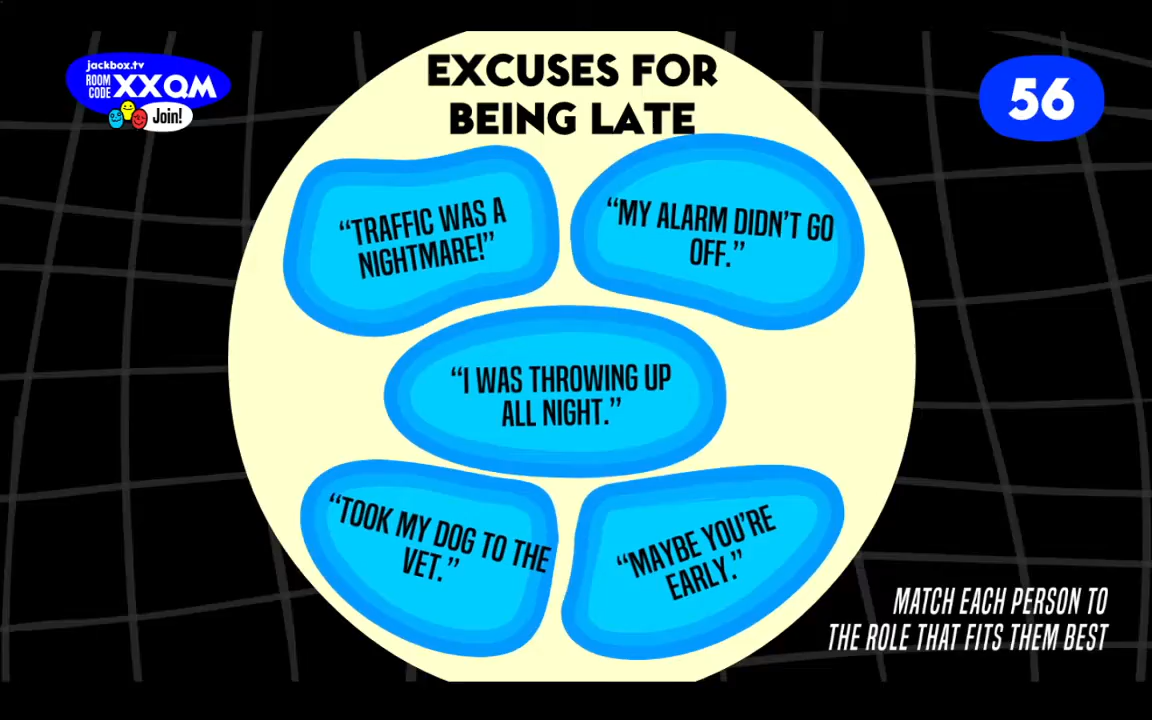 jackbox.tv
ROOM
CODE
XXQM
Join!
56
EXCUSES FOR
BEING LATE
“TRAFFIC WAS A
NIGHTMARE!”
“MY ALARM DIDN’T GO
OFF.”
“I WAS THROWING UP
ALL NIGHT.”
“TOOK MY DOG TO THE
VET.”
“MAYBE YOU’RE
EARLY.”
MATCH EACH PERSON TO
THE ROLE THAT FITS THEM BEST